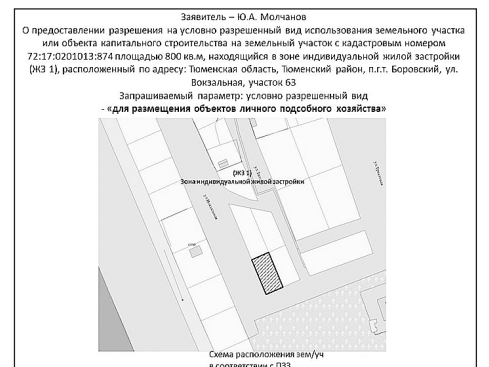 Заявитель – Ю.А. Молчанов
О предоставлении разрешения на условно разрешенный вид использования земельного участка
или объекта капитального строительства на земельный участок с кадастровым номером
72:17:0201013:874 площадью 800 кв.м, находящийся в зоне индивидуальной жилой застройки
(ЖЗ 1), расположенный по адресу: Тюменская область, Тюменский район, п.г.т. Боровский, ул.
Вокзальная, участок 63
Запрашиваемый параметр: условно разрешенный вид
- «для размещения объектов личного подсобного хозяйства»
(ЖЗ 1)
Зона индивидуальной жилой застройки
Схема расположения зем/уч
в соответствии с ПЗЗ